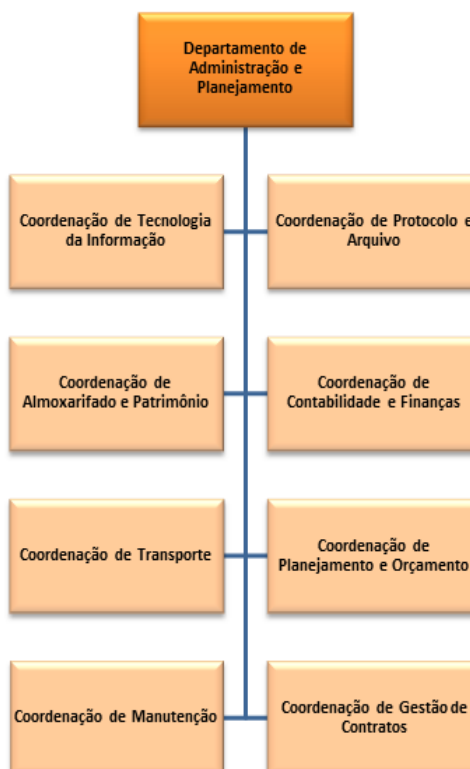 Departamento de
Administração e
Planejamento
Coordenação de Tecnologia
da Informação
Coordenação de Protocolo e
Arquivo
Coordenação de
Almoxarifado e Patrimônio
Coordenação de
Contabilidade e Finanças
Coordenação de Transporte
Coordenação de
Planejamento e Orçamento
Coordenação de Manutenção
Coordenação de Gestão de
Contratos